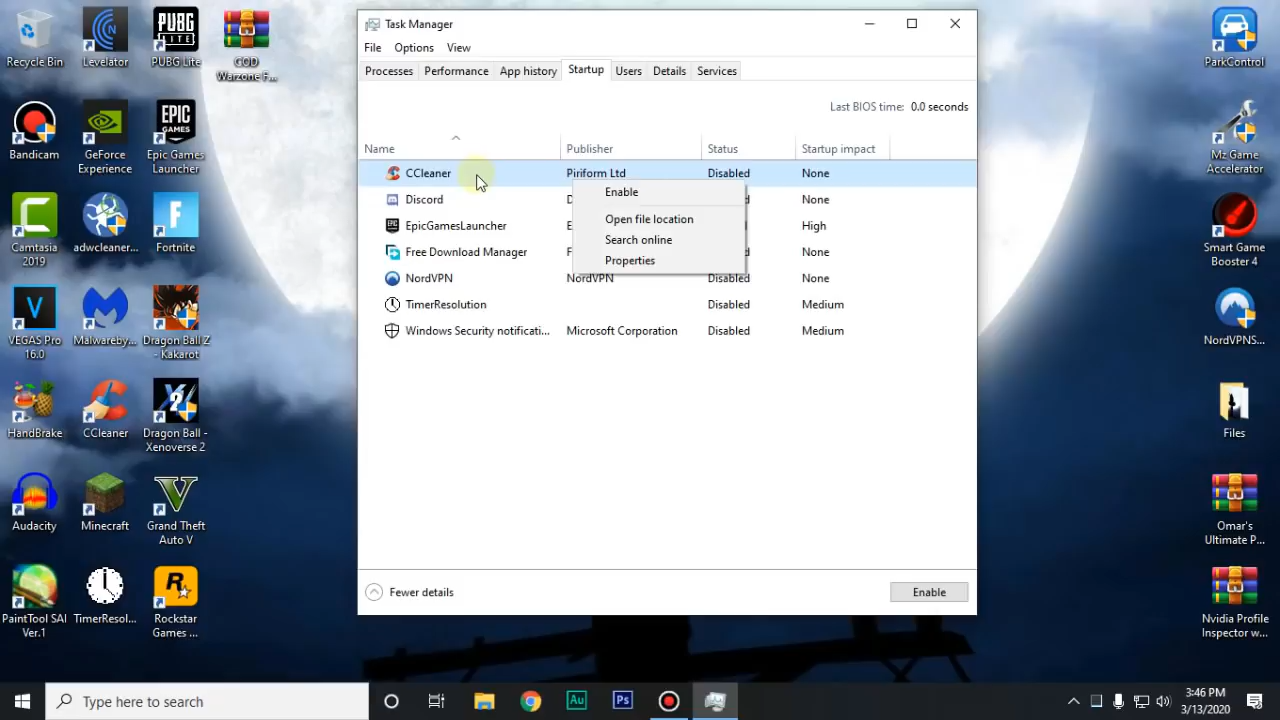 Task Manager
File Options View
Processes Performance App history Startup Users Details Services
Last BIOS time: 0.0 seconds
Name Publisher Status Startup impact
CCleaner Piriform Ltd Disabled None
Discord D d None
EpicGamesLauncher E High
Free Download Manager F None
NordVPN NordVPN Disabled None
TimerResolution Disabled Medium
Windows Security notificati... Microsoft Corporation Disabled Medium
Enable
Open file location
Search online
Properties
Fewer details Enable
Recycle Bin
Levelator
PUBG
LITE
PUBG Lite
COD
Warzone F...
Bandicam
GeForce
Experience
EPIC
GAMES
Epic Games
Launcher
Camtasia
2019
adwcleaner...
Fortnite
VEGAS Pro
16.0
Malwareby...
Dragon Ball Z
- Kakarot
HandBrake
CCleaner
Dragon Ball -
Xenoverse 2
Audacity
Minecraft
Grand Theft
Auto V
PaintTool SAI
Ver.1
TimerResol...
Rockstar
Games ...
ParkControl
Mz Game
Accelerator
Smart Game
Booster 4
NordVPNS...
Files
Omar's
Ultimate P...
Nvidia Profile
Inspector w...
Type here to search
Au
Ps
3:46 PM
3/13/2020